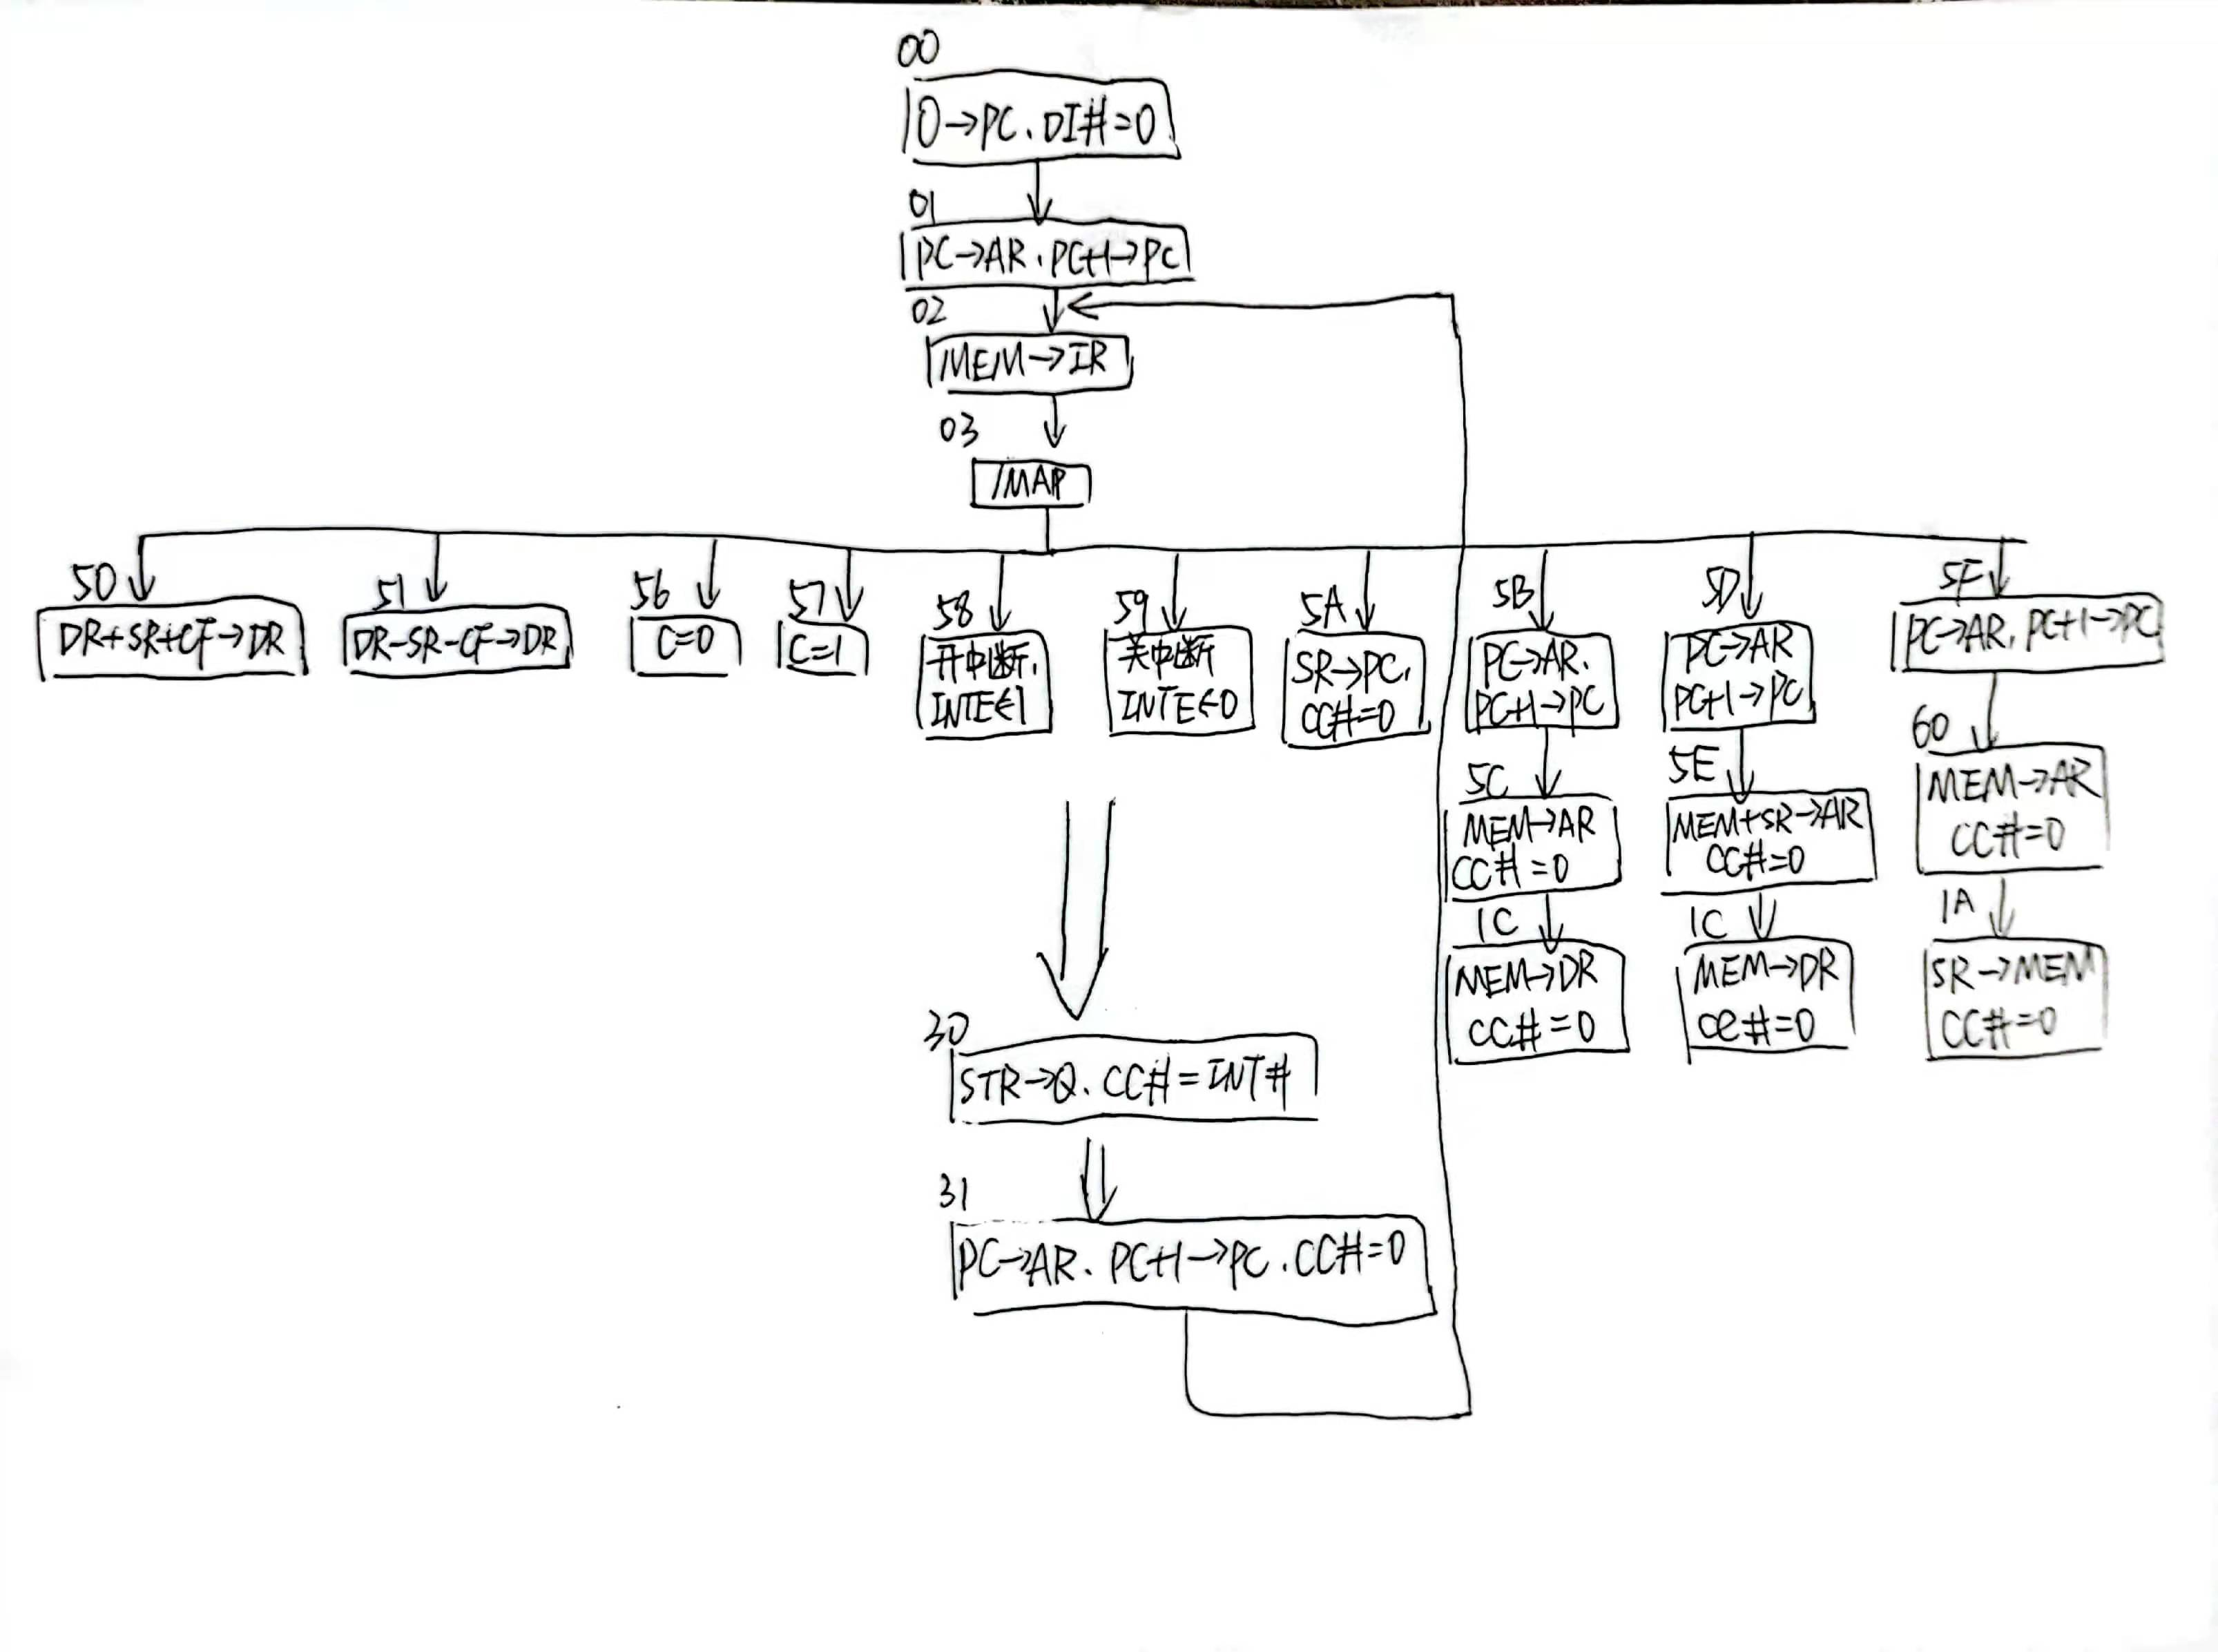 00
0→PC、DI#=0
01
PC→AR、PC+1→PC
02
MEM→IR
03
/MAP
50
DR+SR+CF→DR
51
DR-SR-CF→DR
56
C=0
57
C=1
58
开中断、
INTE←1
59
关中断
INTE←0
5A
SR→PC、
CC#=0
5B
PC→AR、
PC+1→PC
5C
MEM→AR
CC#=0
1C
MEM→DR
CC#=0
5D
PC→AR
PC+1→PC
5E
MEM+SR→AR
CC#=0
1C
MEM→DR
CC#=0
5F
PC→AR、PC+1→PC
60
MEM→AR
CC#=0
1A
SR→MEM
CC#=0
30
STR→Q、CC#=INT#
31
PC→AR、PC+1→PC、CC#=0